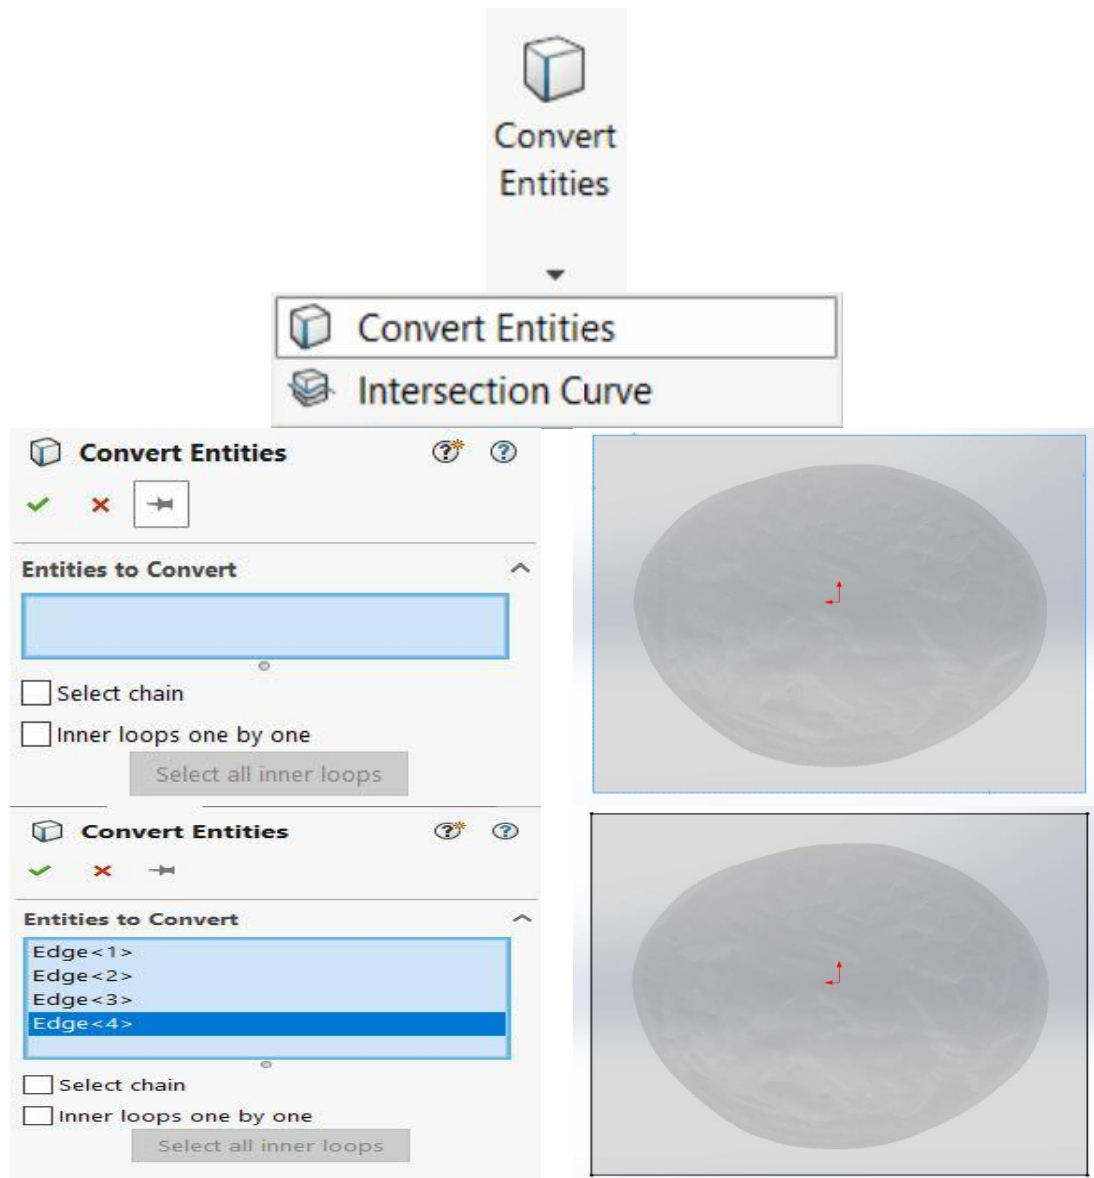 Convert
Entities
Convert Entities
Intersection Curve
Convert Entities
Entities to Convert
Select chain
Inner loops one by one
Select all inner loops
Convert Entities
Entities to Convert
Edge<1>
Edge<2>
Edge<3>
Edge<4>
Select chain
Inner loops one by one
Select all inner loops